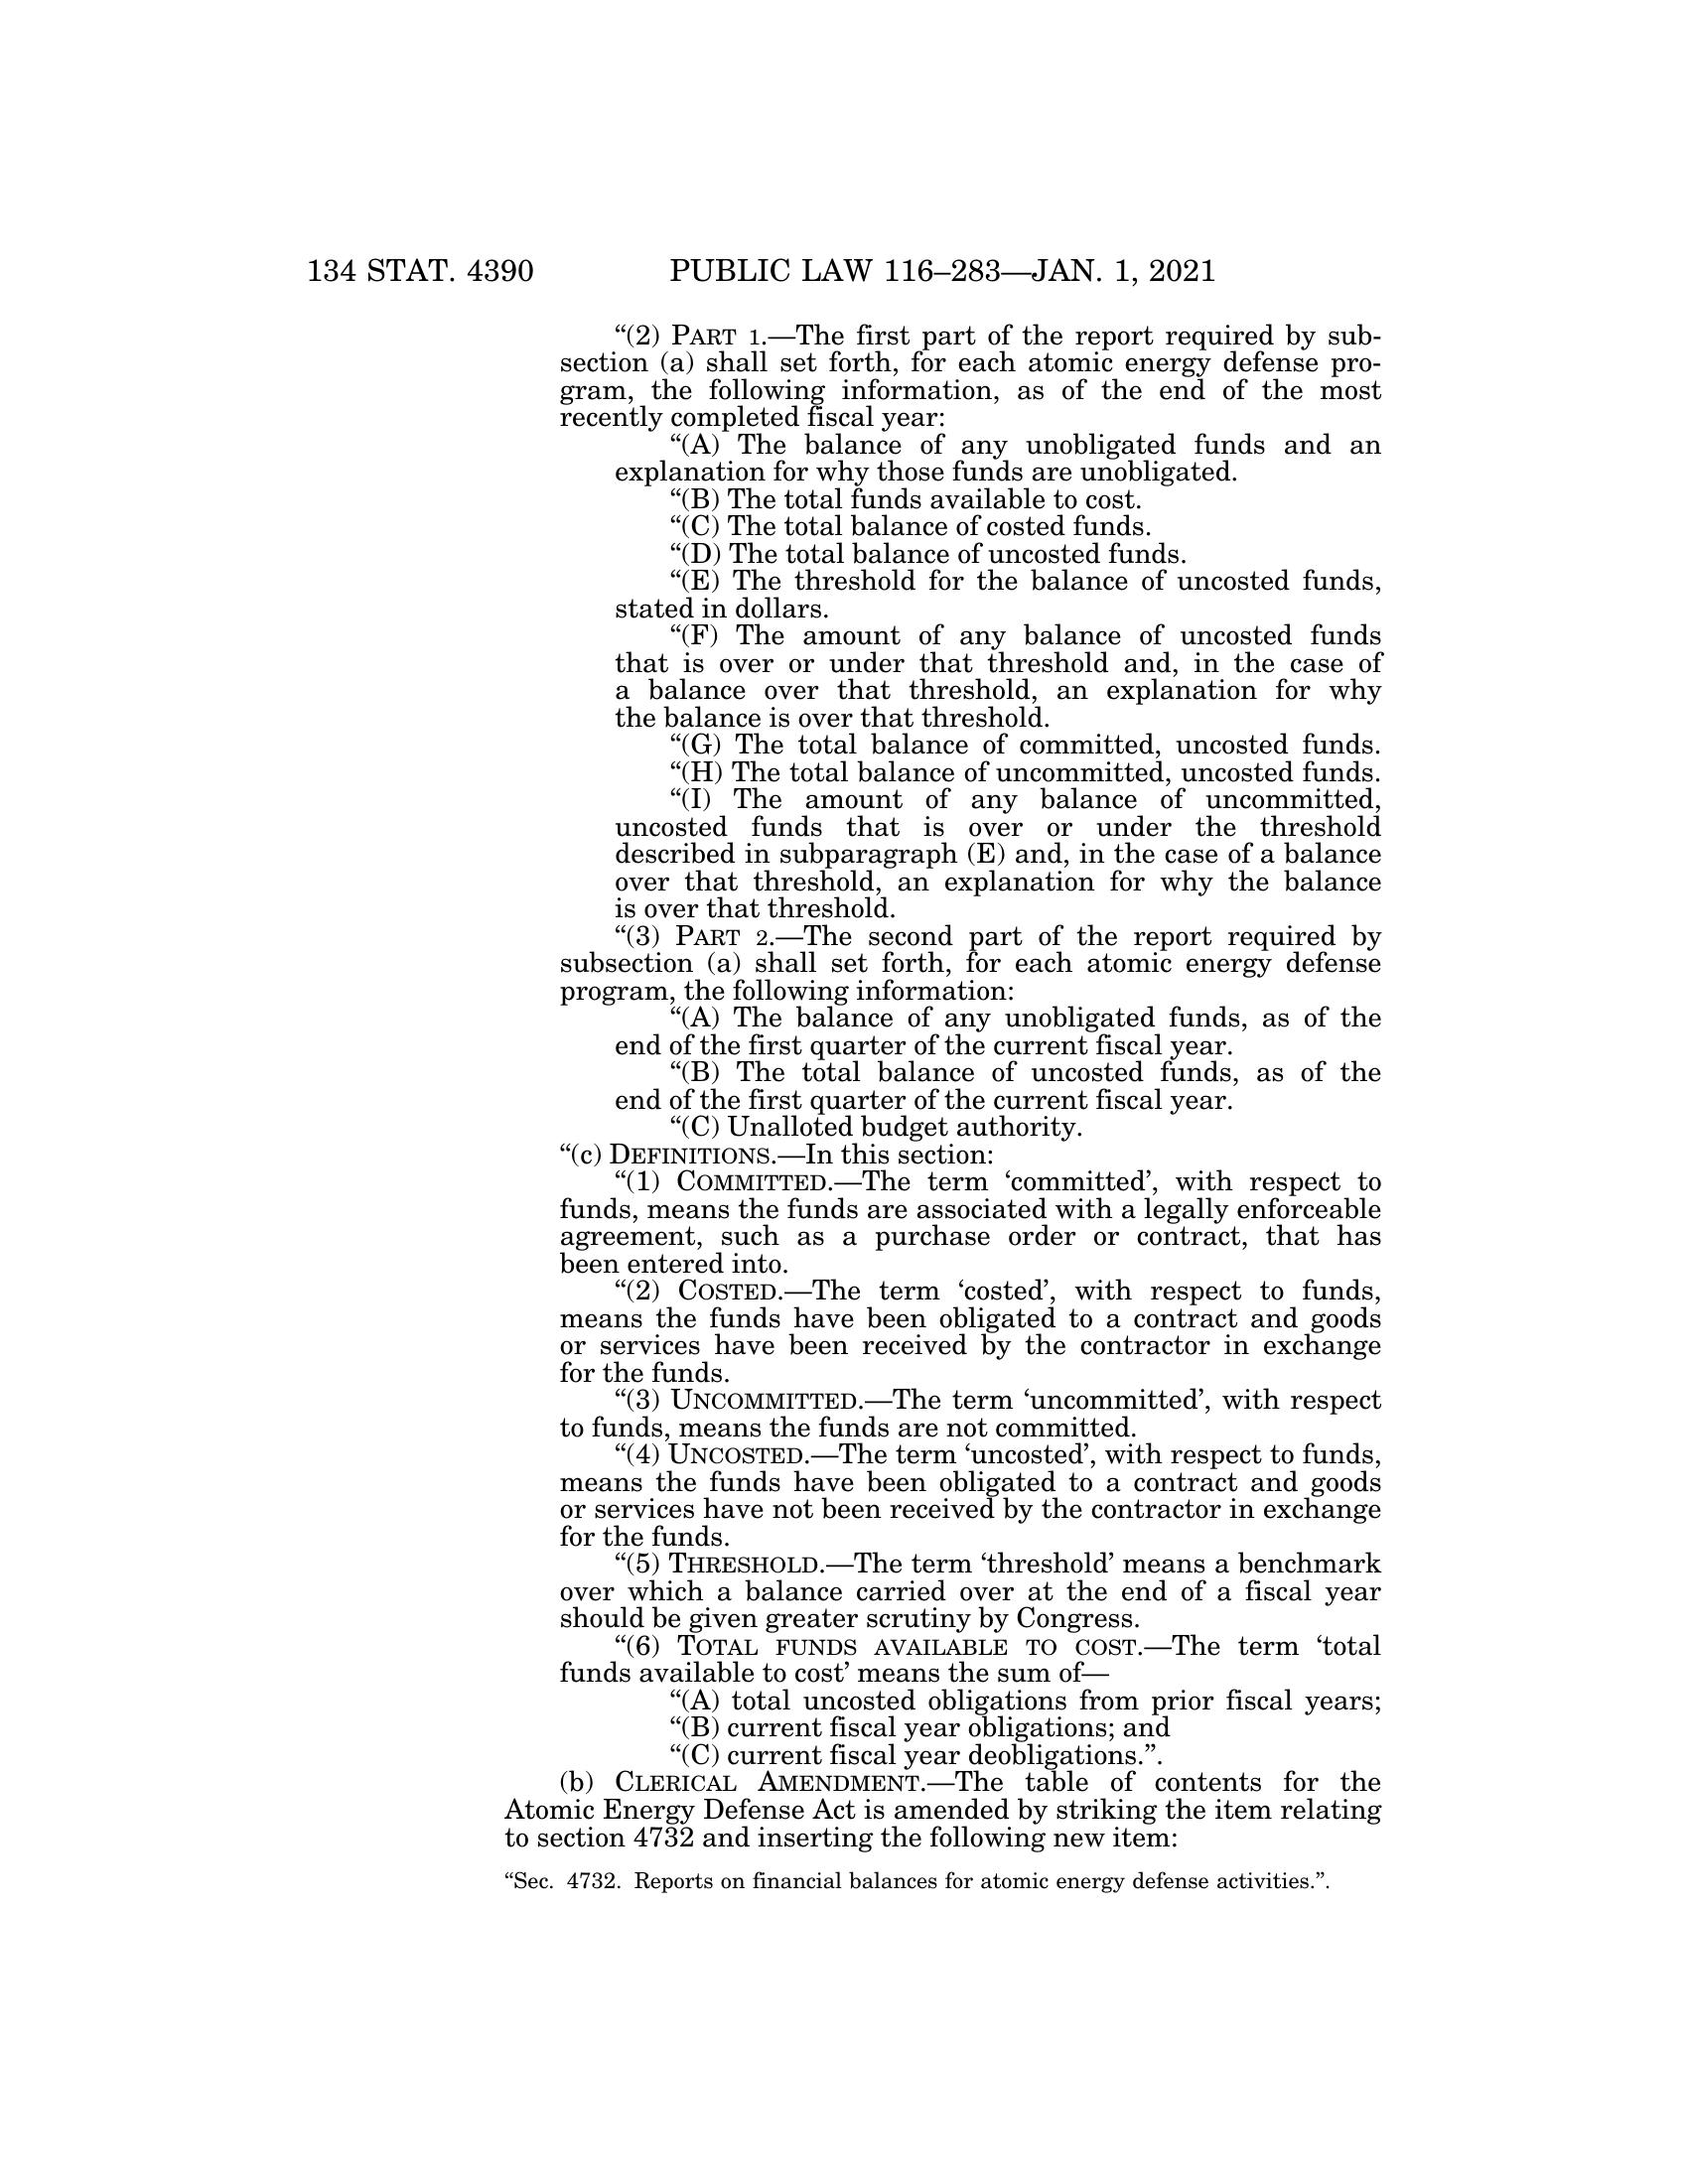 134 STAT. 4390 PUBLIC LAW 116–283—JAN. 1, 2021
“(2) PART 1.—The first part of the report required by sub-
section (a) shall set forth, for each atomic energy defense pro-
gram, the following information, as of the end of the most
recently completed fiscal year:
“(A) The balance of any unobligated funds and an
explanation for why those funds are unobligated.
“(B) The total funds available to cost.
“(C) The total balance of costed funds.
“(D) The total balance of uncosted funds.
“(E) The threshold for the balance of uncosted funds,
stated in dollars.
“(F) The amount of any balance of uncosted funds
that is over or under that threshold and, in the case of
a balance over that threshold, an explanation for why
the balance is over that threshold.
“(G) The total balance of committed, uncosted funds.
“(H) The total balance of uncommitted, uncosted funds.
“(I) The amount of any balance of uncommitted,
uncosted funds that is over or under the threshold
described in subparagraph (E) and, in the case of a balance
over that threshold, an explanation for why the balance
is over that threshold.
“(3) PART 2.—The second part of the report required by
subsection (a) shall set forth, for each atomic energy defense
program, the following information:
“(A) The balance of any unobligated funds, as of the
end of the first quarter of the current fiscal year.
“(B) The total balance of uncosted funds, as of the
end of the first quarter of the current fiscal year.
“(C) Unalloted budget authority.
“(c) DEFINITIONS.—In this section:
“(1) COMMITTED.—The term ‘committed’, with respect to
funds, means the funds are associated with a legally enforceable
agreement, such as a purchase order or contract, that has
been entered into.
“(2) COSTED.—The term ‘costed’, with respect to funds,
means the funds have been obligated to a contract and goods
or services have been received by the contractor in exchange
for the funds.
“(3) UNCOMMITTED.—The term ‘uncommitted’, with respect
to funds, means the funds are not committed.
“(4) UNCOSTED.—The term ‘uncosted’, with respect to funds,
means the funds have been obligated to a contract and goods
or services have not been received by the contractor in exchange
for the funds.
“(5) THRESHOLD.—The term ‘threshold’ means a benchmark
over which a balance carried over at the end of a fiscal year
should be given greater scrutiny by Congress.
“(6) TOTAL FUNDS AVAILABLE TO COST.—The term ‘total
funds available to cost’ means the sum of—
“(A) total uncosted obligations from prior fiscal years;
“(B) current fiscal year obligations; and
“(C) current fiscal year deobligations.”.
(b) CLERICAL AMENDMENT.—The table of contents for the
Atomic Energy Defense Act is amended by striking the item relating
to section 4732 and inserting the following new item:
“Sec. 4732. Reports on financial balances for atomic energy defense activities.”.